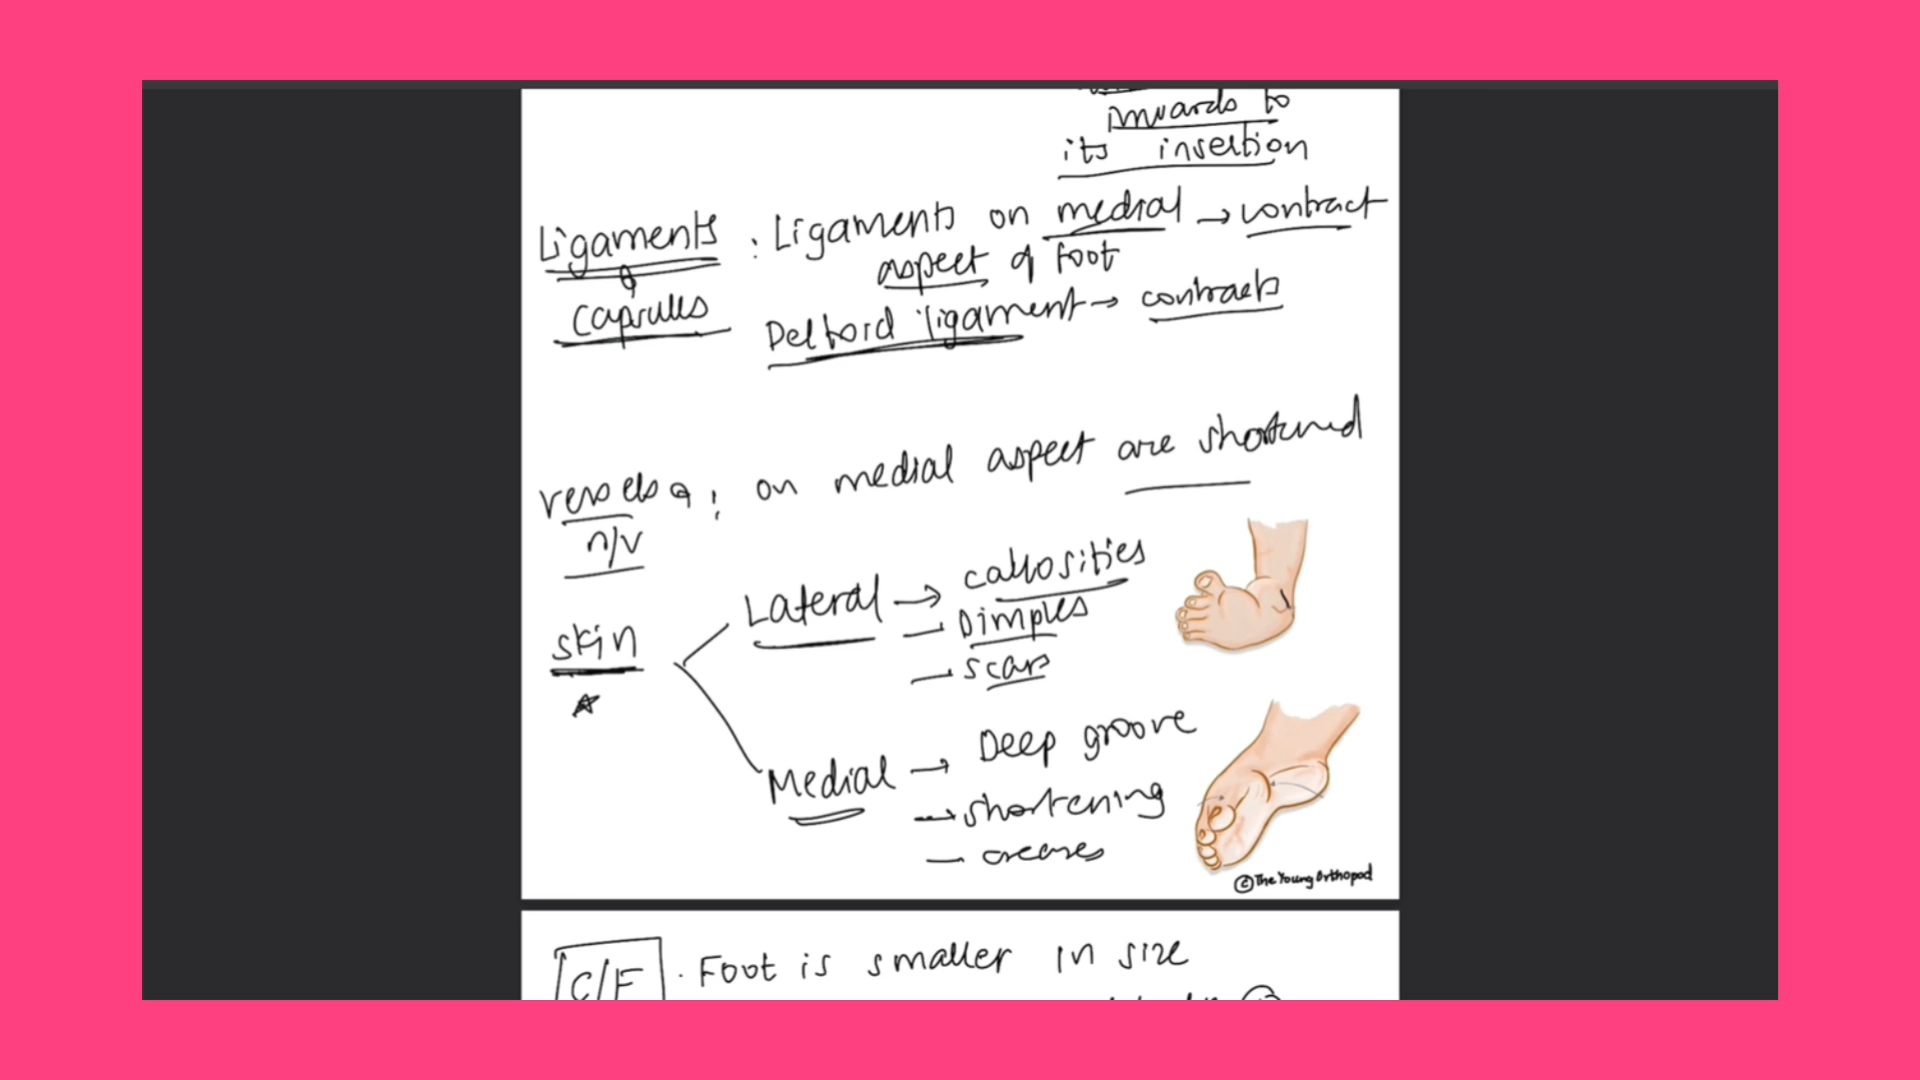 inwards to
its insertion
Ligaments : Ligaments on medial → contract
& aspect of foot
capsules Deltoid ligament → contracts
vessels & : on medial aspect are shortened
n/v
skin
Lateral → callosities
— Dimples
— scars
Medial → Deep groove
→ shortening
— creases
© The Young Orthopod
C/F . Foot is smaller in size